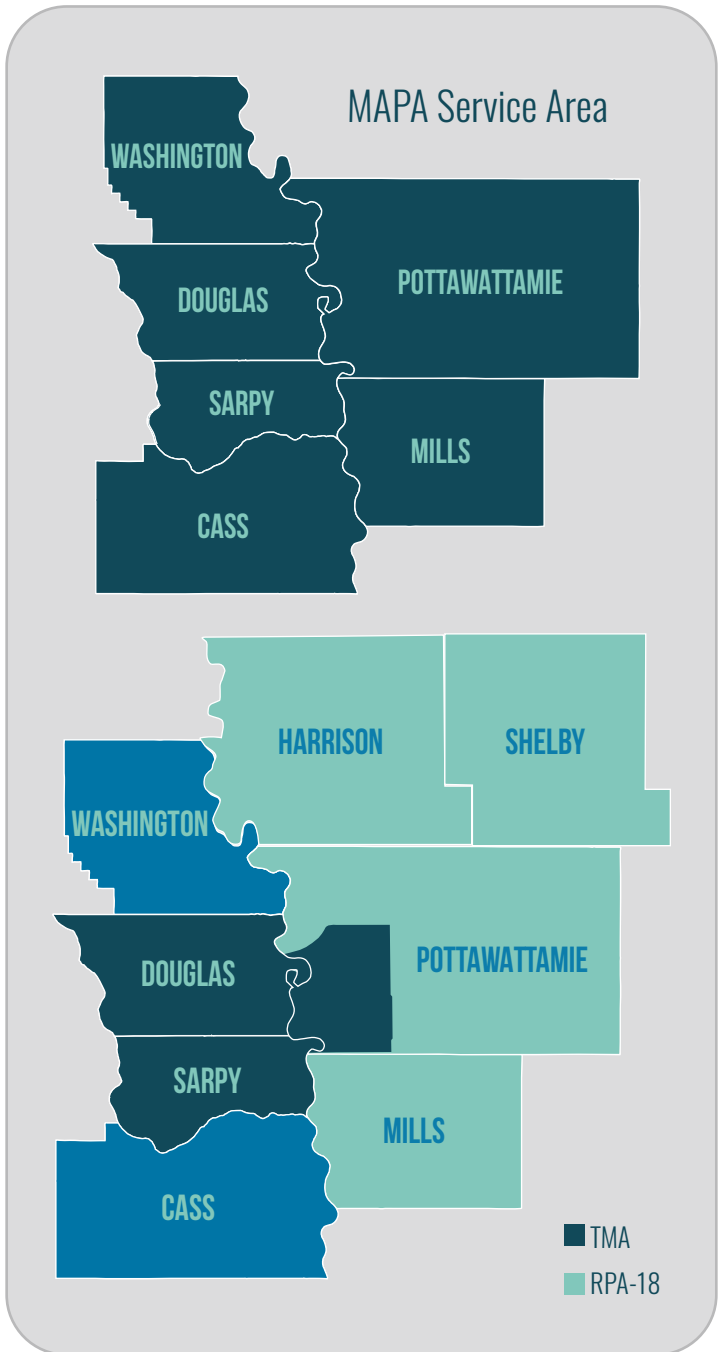 MAPA Service Area
WASHINGTON
POTTAWATTAMIE
DOUGLAS
SARPY
MILLS
CASS
HARRISON
SHELBY
WASHINGTON
POTTAWATTAMIE
DOUGLAS
SARPY
MILLS
CASS
TMA
RPA-18